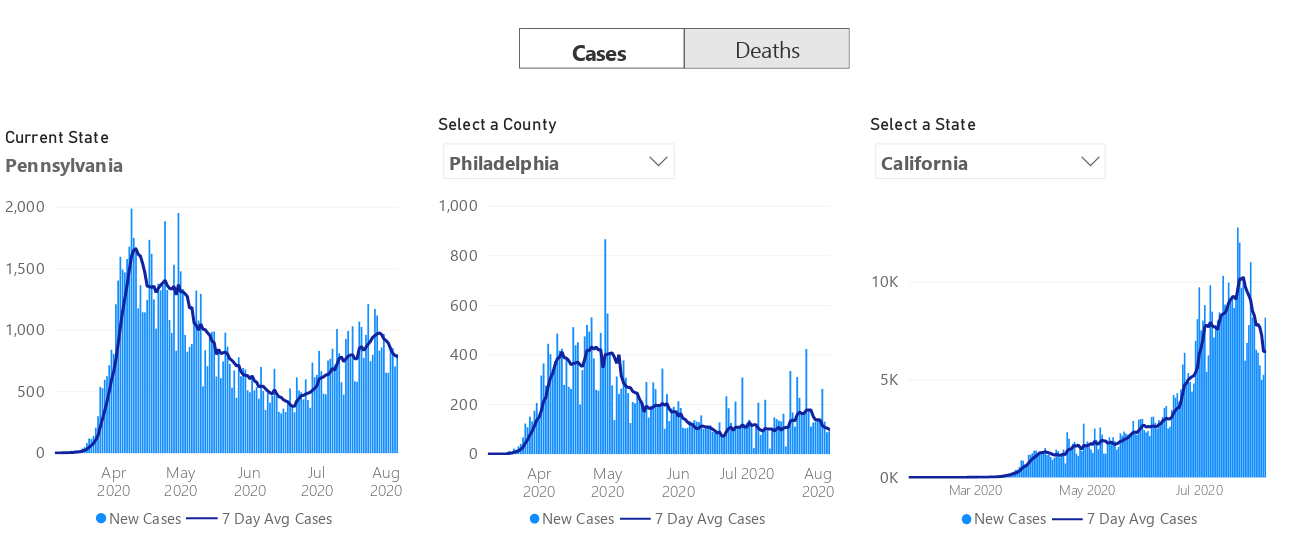 Cases
Deaths
Current State
Pennsylvania
2,000
1,500
1,000
500
0
Apr 2020
May 2020
Jun 2020
Jul 2020
Aug 2020
New Cases
7 Day Avg Cases
Select a County
Philadelphia
1,000
800
600
400
200
0
Apr 2020
May 2020
Jun 2020
Jul 2020
Aug 2020
New Cases
7 Day Avg Cases
Select a State
California
10K
5K
0K
Mar 2020
May 2020
Jul 2020
New Cases
7 Day Avg Cases